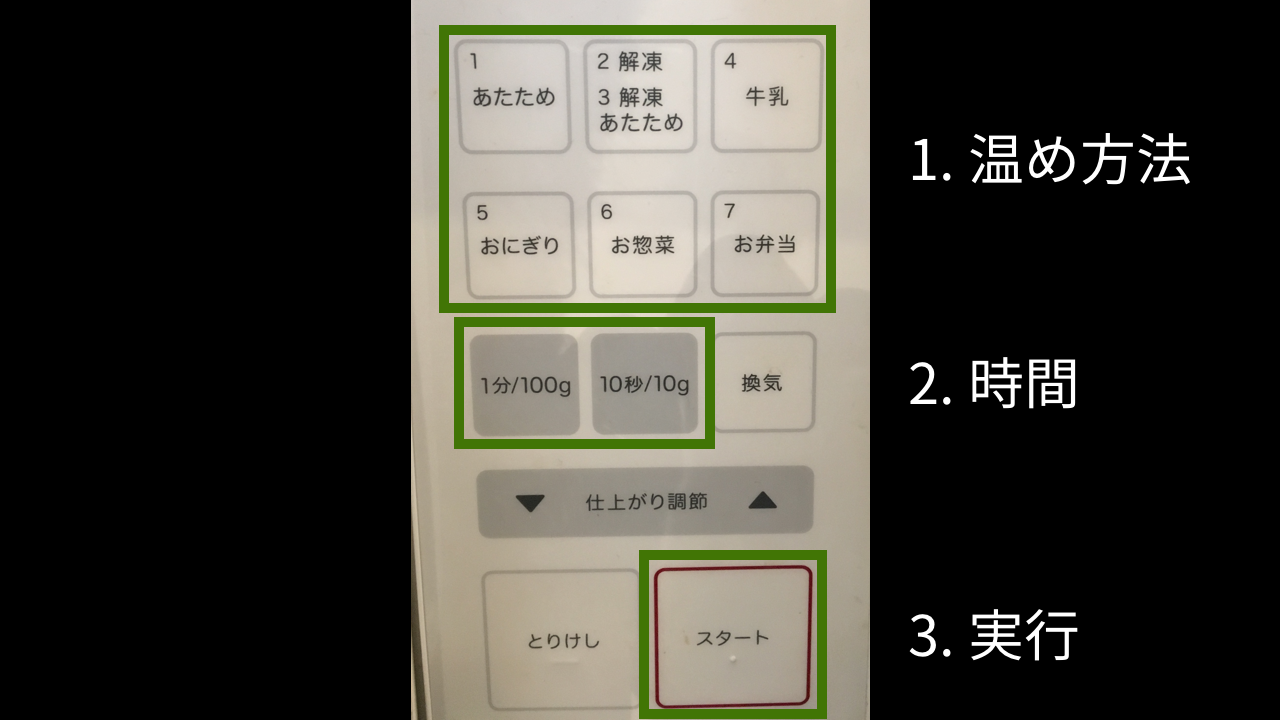 1
あたため
2 解凍
3 解凍
あたため
4
牛乳
1. 温め方法
5
おにぎり
6
お惣菜
7
お弁当
1分/100g
10秒/10g
換気
2. 時間
▼ 仕上がり調節 ▲
とりけし
スタート
3. 実行